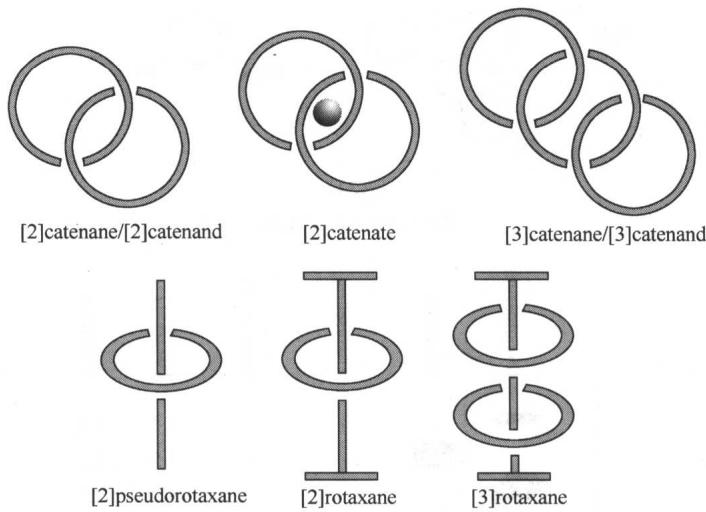 [2]catenane/[2]catenand
[2]catenate
[3]catenane/[3]catenand
[2]pseudorotaxane
[2]rotaxane
[3]rotaxane